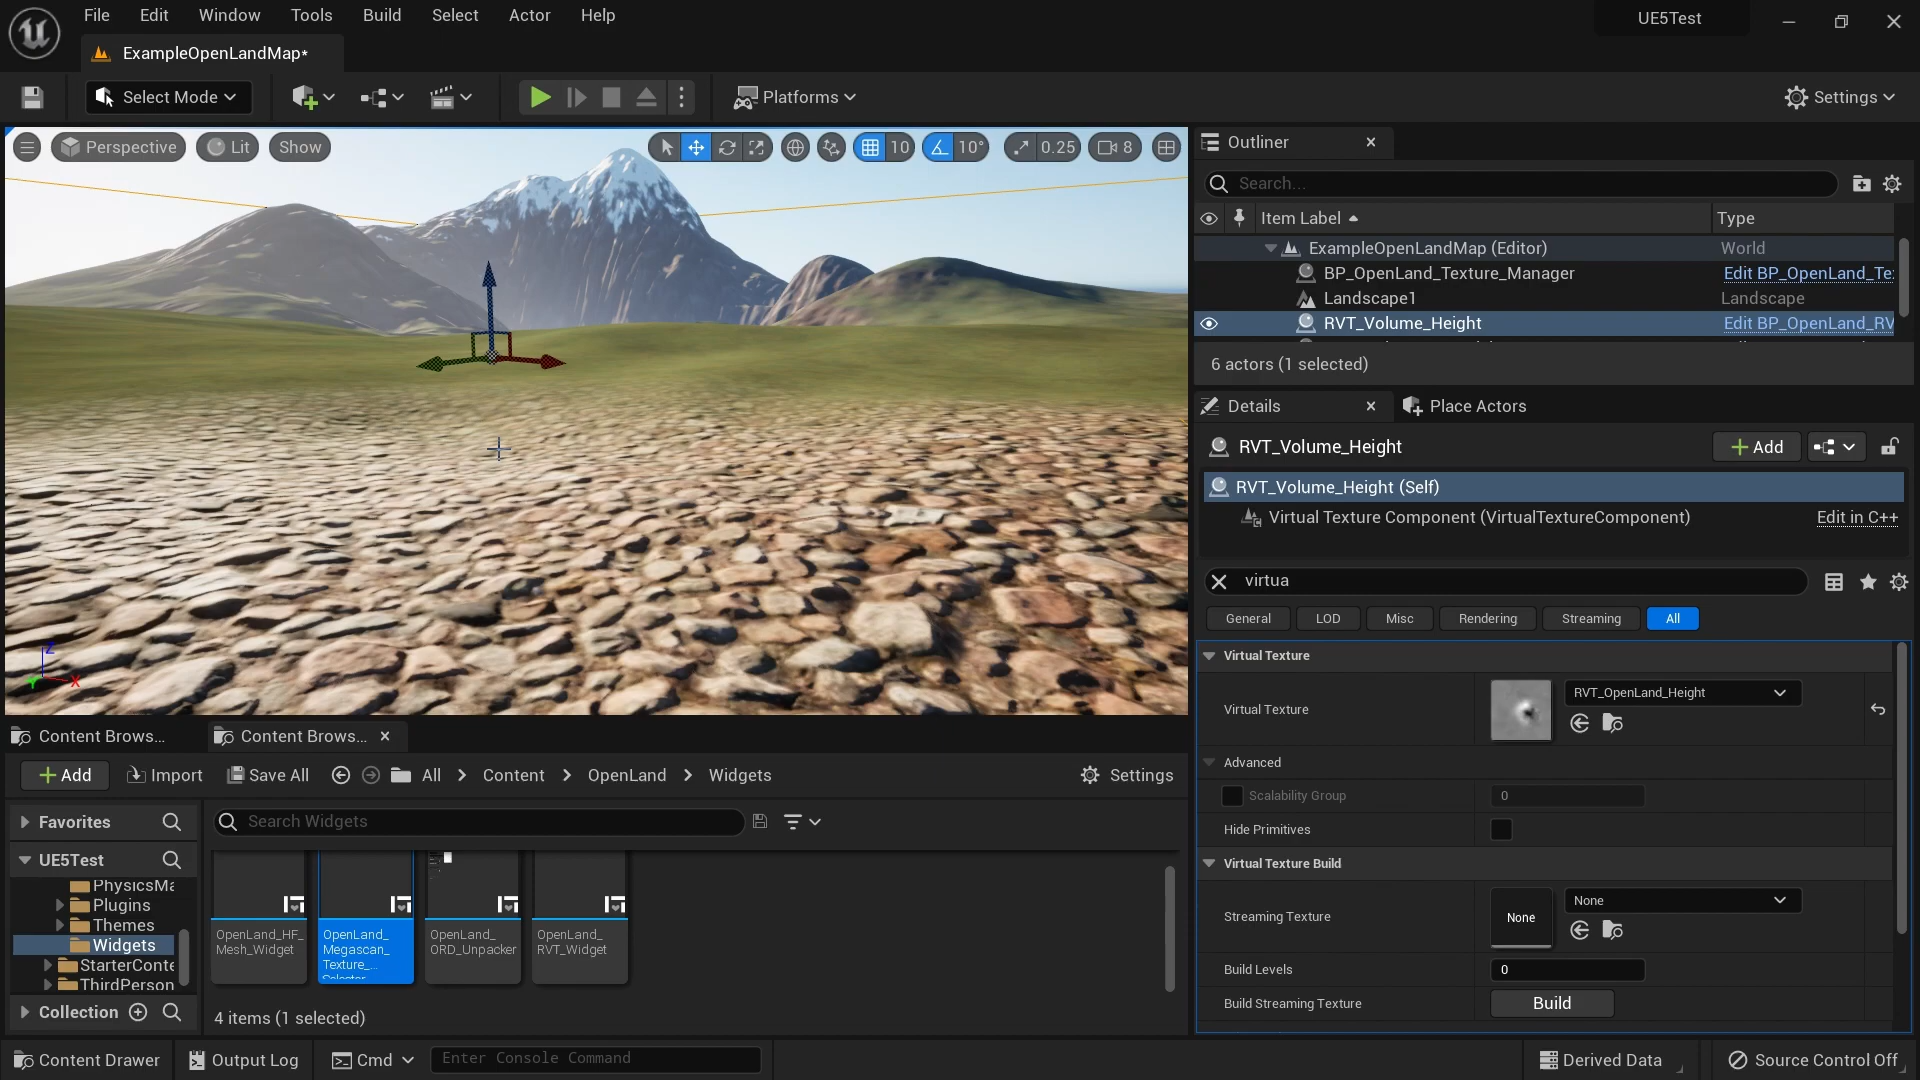 File Edit Window Tools Build Select Actor Help
UE5Test
ExampleOpenLandMap*
Select Mode
Platforms
Settings
Perspective Lit Show
10 10° 0.25 8
Outliner
Search...
Item Label Type
ExampleOpenLandMap (Editor) World
BP_OpenLand_Texture_Manager Edit BP_OpenLand_Te
Landscape1 Landscape
RVT_Volume_Height Edit BP_OpenLand_RV
6 actors (1 selected)
Details Place Actors
RVT_Volume_Height
Add
RVT_Volume_Height (Self)
Virtual Texture Component (VirtualTextureComponent) Edit in C++
virtua
General LOD Misc Rendering Streaming All
Virtual Texture
Virtual Texture RVT_OpenLand_Height
Advanced
Scalability Group 0
Hide Primitives
Virtual Texture Build
Streaming Texture None None
Build Levels 0
Build Streaming Texture Build
Z
X
Content Brows... Content Brows...
Add Import Save All All Content OpenLand Widgets Settings
Favorites
Search Widgets
UE5Test
PhysicsMa
Plugins
Themes
Widgets
StarterConte
ThirdPerson
Collection
OpenLand_HF_
Mesh_Widget
OpenLand_
Megascan_
Texture_...
OpenLand_
ORD_Unpacker
OpenLand_
RVT_Widget
4 items (1 selected)
Content Drawer Output Log Cmd Enter Console Command Derived Data Source Control Off